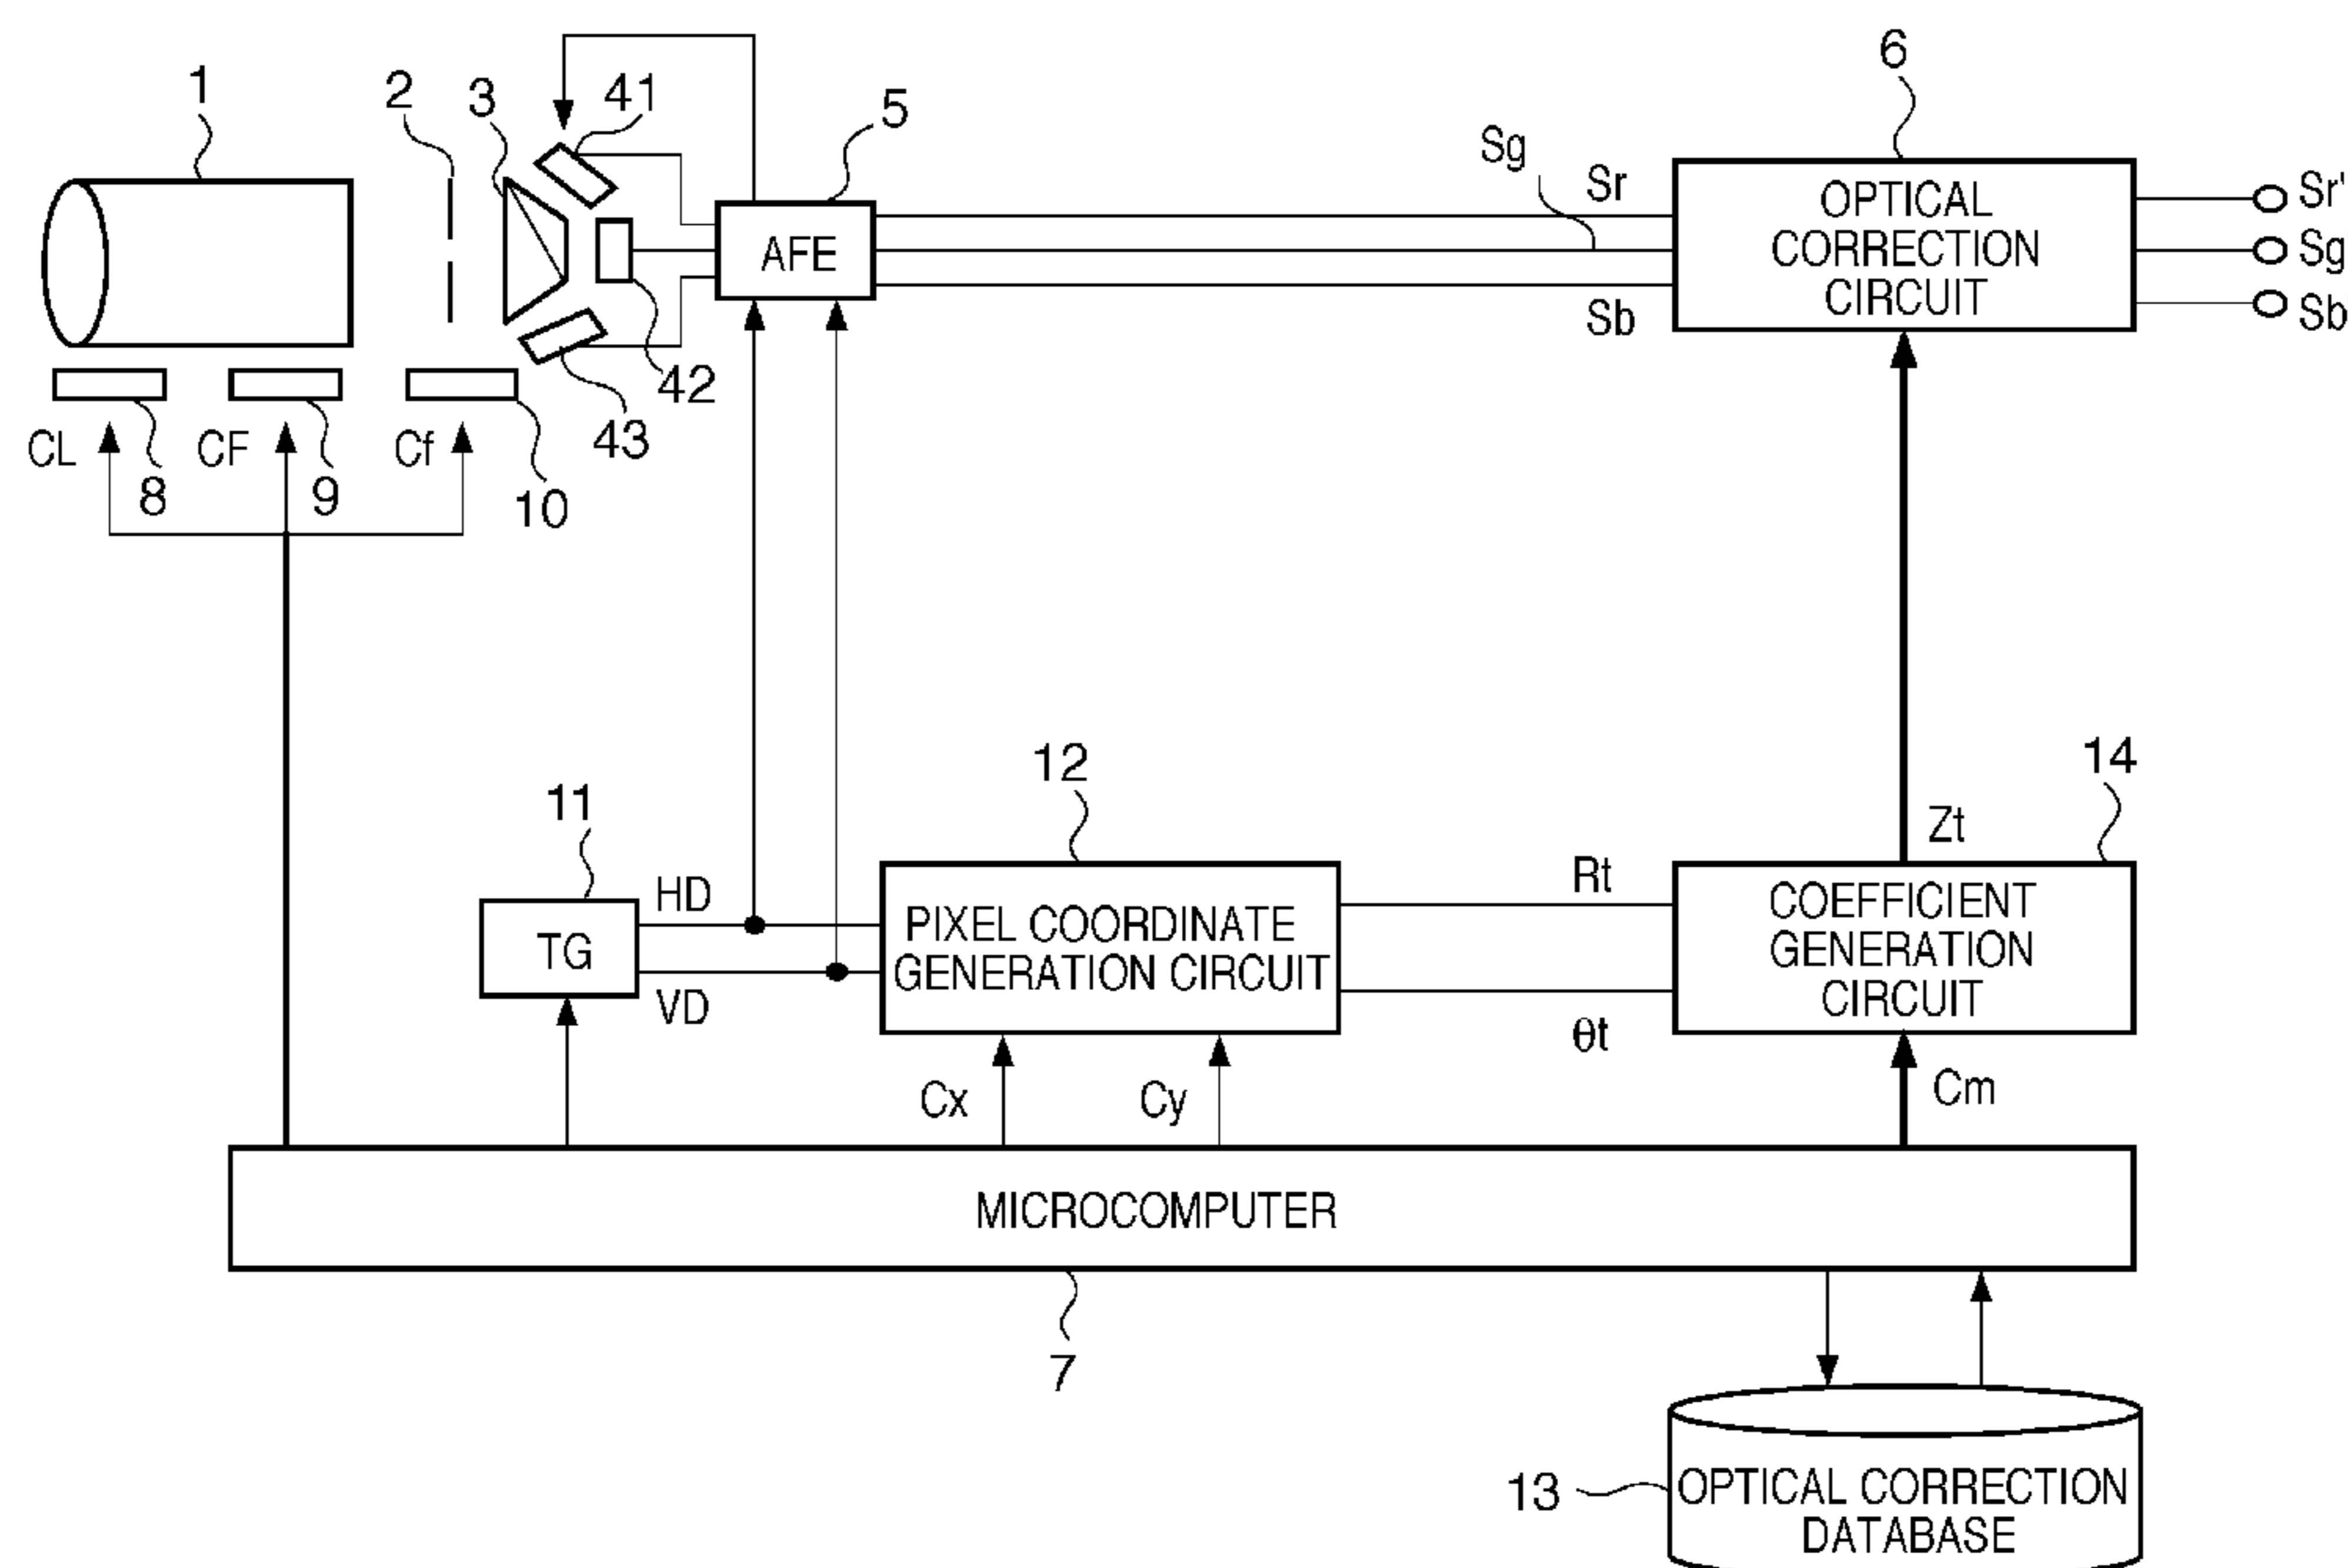 1
2
3
41
5
6
Sg
Sr
Sb
AFE
OPTICAL
CORRECTION
CIRCUIT
Sr'
Sg
Sb
42
43
CL
CF
Cf
8
9
10
11
12
14
Zt
HD
VD
TG
PIXEL COORDINATE
GENERATION CIRCUIT
Rt
θt
COEFFICIENT
GENERATION
CIRCUIT
Cx
Cy
Cm
MICROCOMPUTER
7
13
OPTICAL CORRECTION
DATABASE